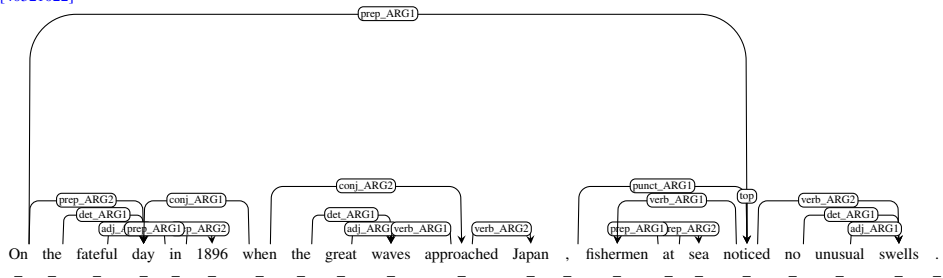 prep_ARG1
conj_ARG2 punct_ARG1
prep_ARG2 conj_ARG1 verb_ARG1 top verb_ARG2
det_ARG1 det_ARG1 det_ARG1
prep_ARG1 verb_ARG1 verb_ARG2 adj_ARG1
On the fateful day in 1896 when the great waves approached Japan , fishermen at sea noticed no unusual swells .